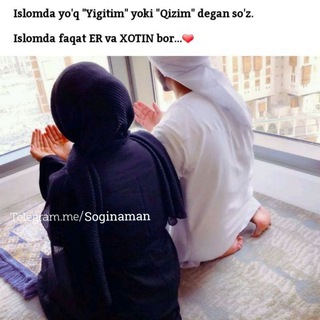 Islomda yo'q "Yigitim" yoki "Qizim" degan so'z.
Islomda faqat ER va XOTIN bor...❤
Telegram.me/Soginaman